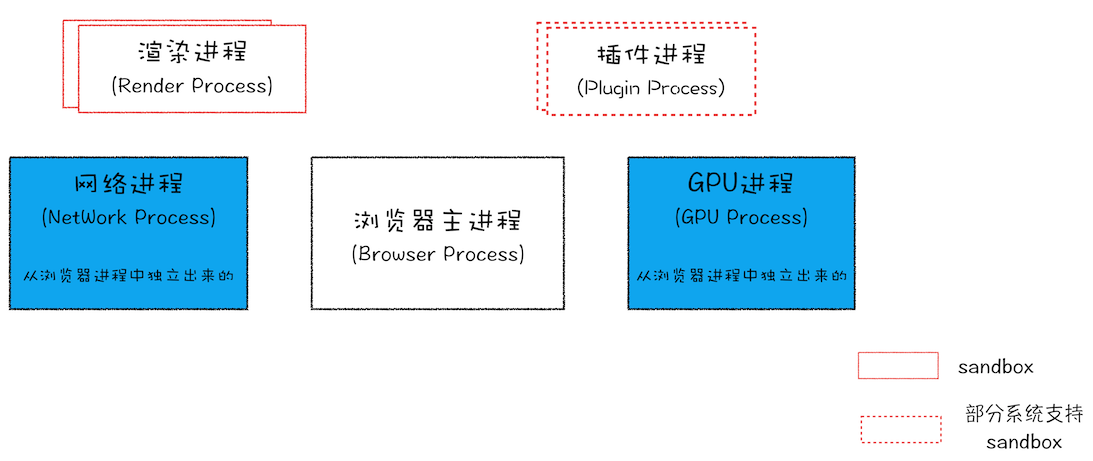 渲染进程
(Render Process)
插件进程
(Plugin Process)
网络进程
(NetWork Process)
从浏览器进程中独立出来的
浏览器主进程
(Browser Process)
GPU进程
(GPU Process)
从浏览器进程中独立出来的
sandbox
部分系统支持
sandbox